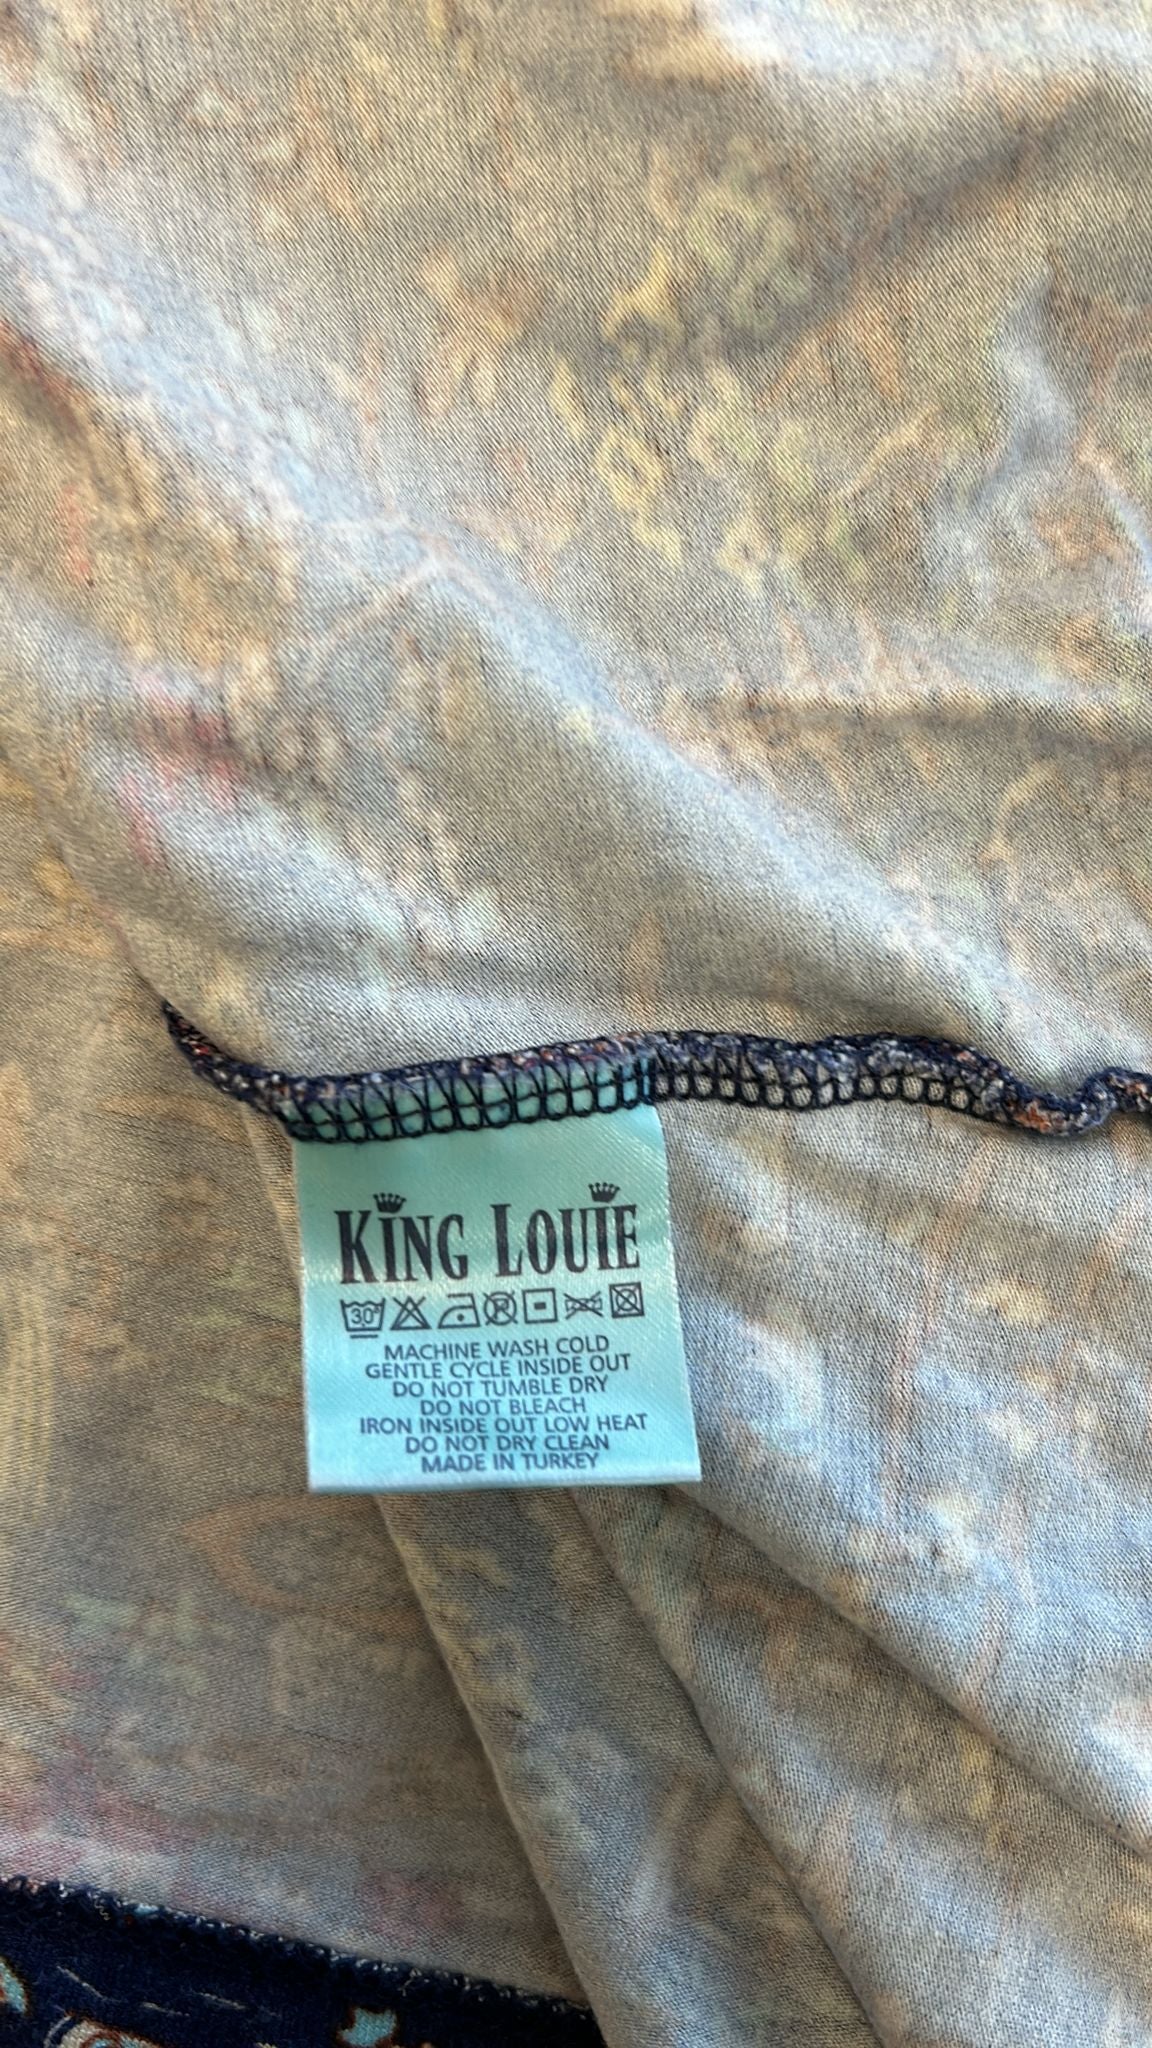 KING LOUIE
30°
MACHINE WASH COLD
GENTLE CYCLE INSIDE OUT
DO NOT TUMBLE DRY
DO NOT BLEACH
IRON INSIDE OUT LOW HEAT
DO NOT DRY CLEAN
MADE IN TURKEY